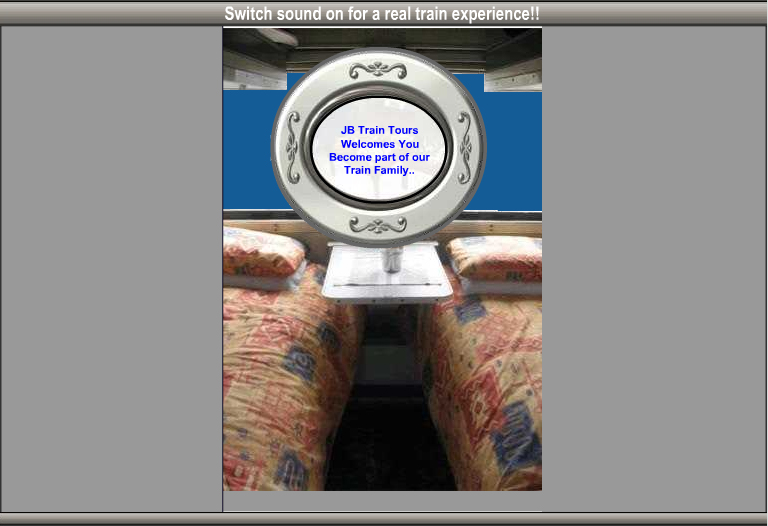 Switch sound on for a real train experience!!
JB Train Tours
Welcomes You
Become part of our
Train Family..